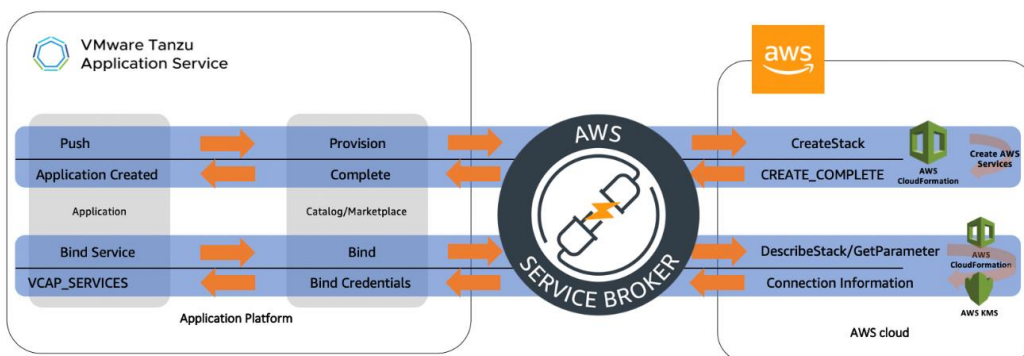 VMware Tanzu
Application Service
aws
Push
Provision
CreateStack
Create AWS
Services
Application Created
Complete
CREATE_COMPLETE
AWS
CloudFormation
Application
Catalog/Marketplace
AWS
SERVICE BROKER
Bind Service
Bind
DescribeStack/GetParameter
AWS
CloudFormation
VCAP_SERVICES
Bind Credentials
Connection Information
AWS KMS
Application Platform
AWS cloud